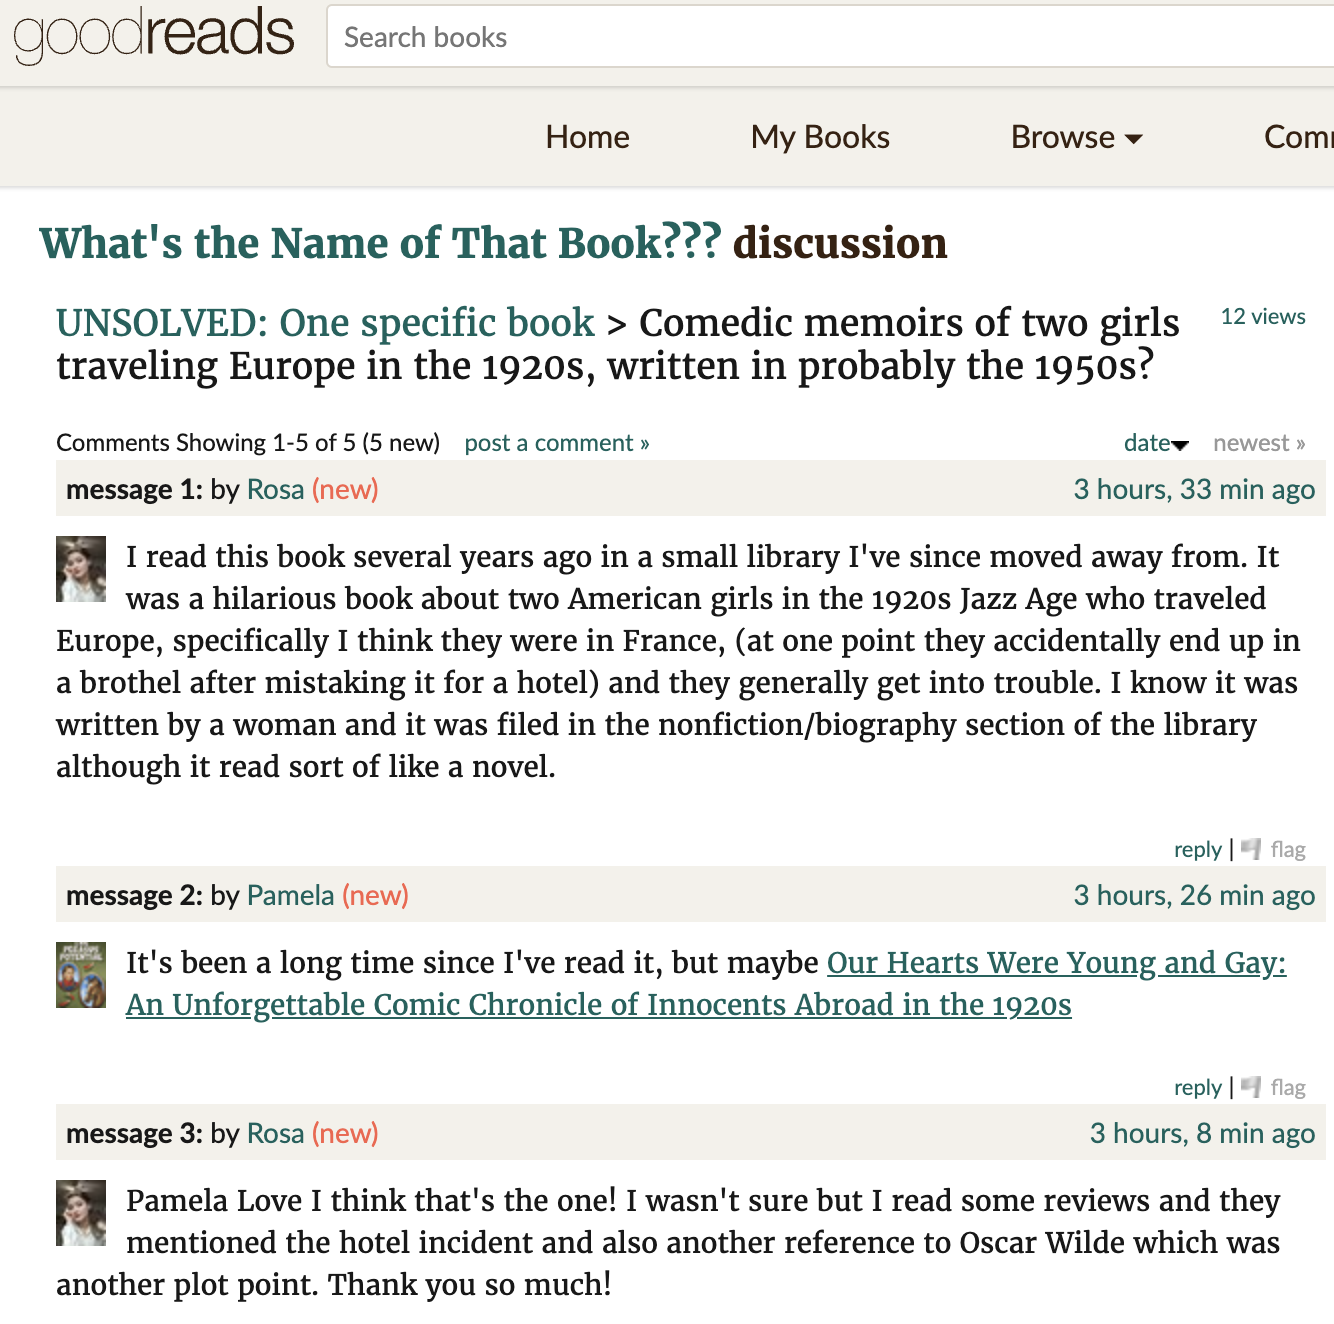 goodreads
Search books
Home My Books Browse Com
What's the Name of That Book??? discussion
UNSOLVED: One specific book > Comedic memoirs of two girls 12 views
traveling Europe in the 1920s, written in probably the 1950s?
Comments Showing 1-5 of 5 (5 new) post a comment » date newest »
message 1: by Rosa (new) 3 hours, 33 min ago
I read this book several years ago in a small library I've since moved away from. It
was a hilarious book about two American girls in the 1920s Jazz Age who traveled
Europe, specifically I think they were in France, (at one point they accidentally end up in
a brothel after mistaking it for a hotel) and they generally get into trouble. I know it was
written by a woman and it was filed in the nonfiction/biography section of the library
although it read sort of like a novel.
reply | flag
message 2: by Pamela (new) 3 hours, 26 min ago
It's been a long time since I've read it, but maybe Our Hearts Were Young and Gay:
An Unforgettable Comic Chronicle of Innocents Abroad in the 1920s
reply | flag
message 3: by Rosa (new) 3 hours, 8 min ago
Pamela Love I think that's the one! I wasn't sure but I read some reviews and they
mentioned the hotel incident and also another reference to Oscar Wilde which was
another plot point. Thank you so much!